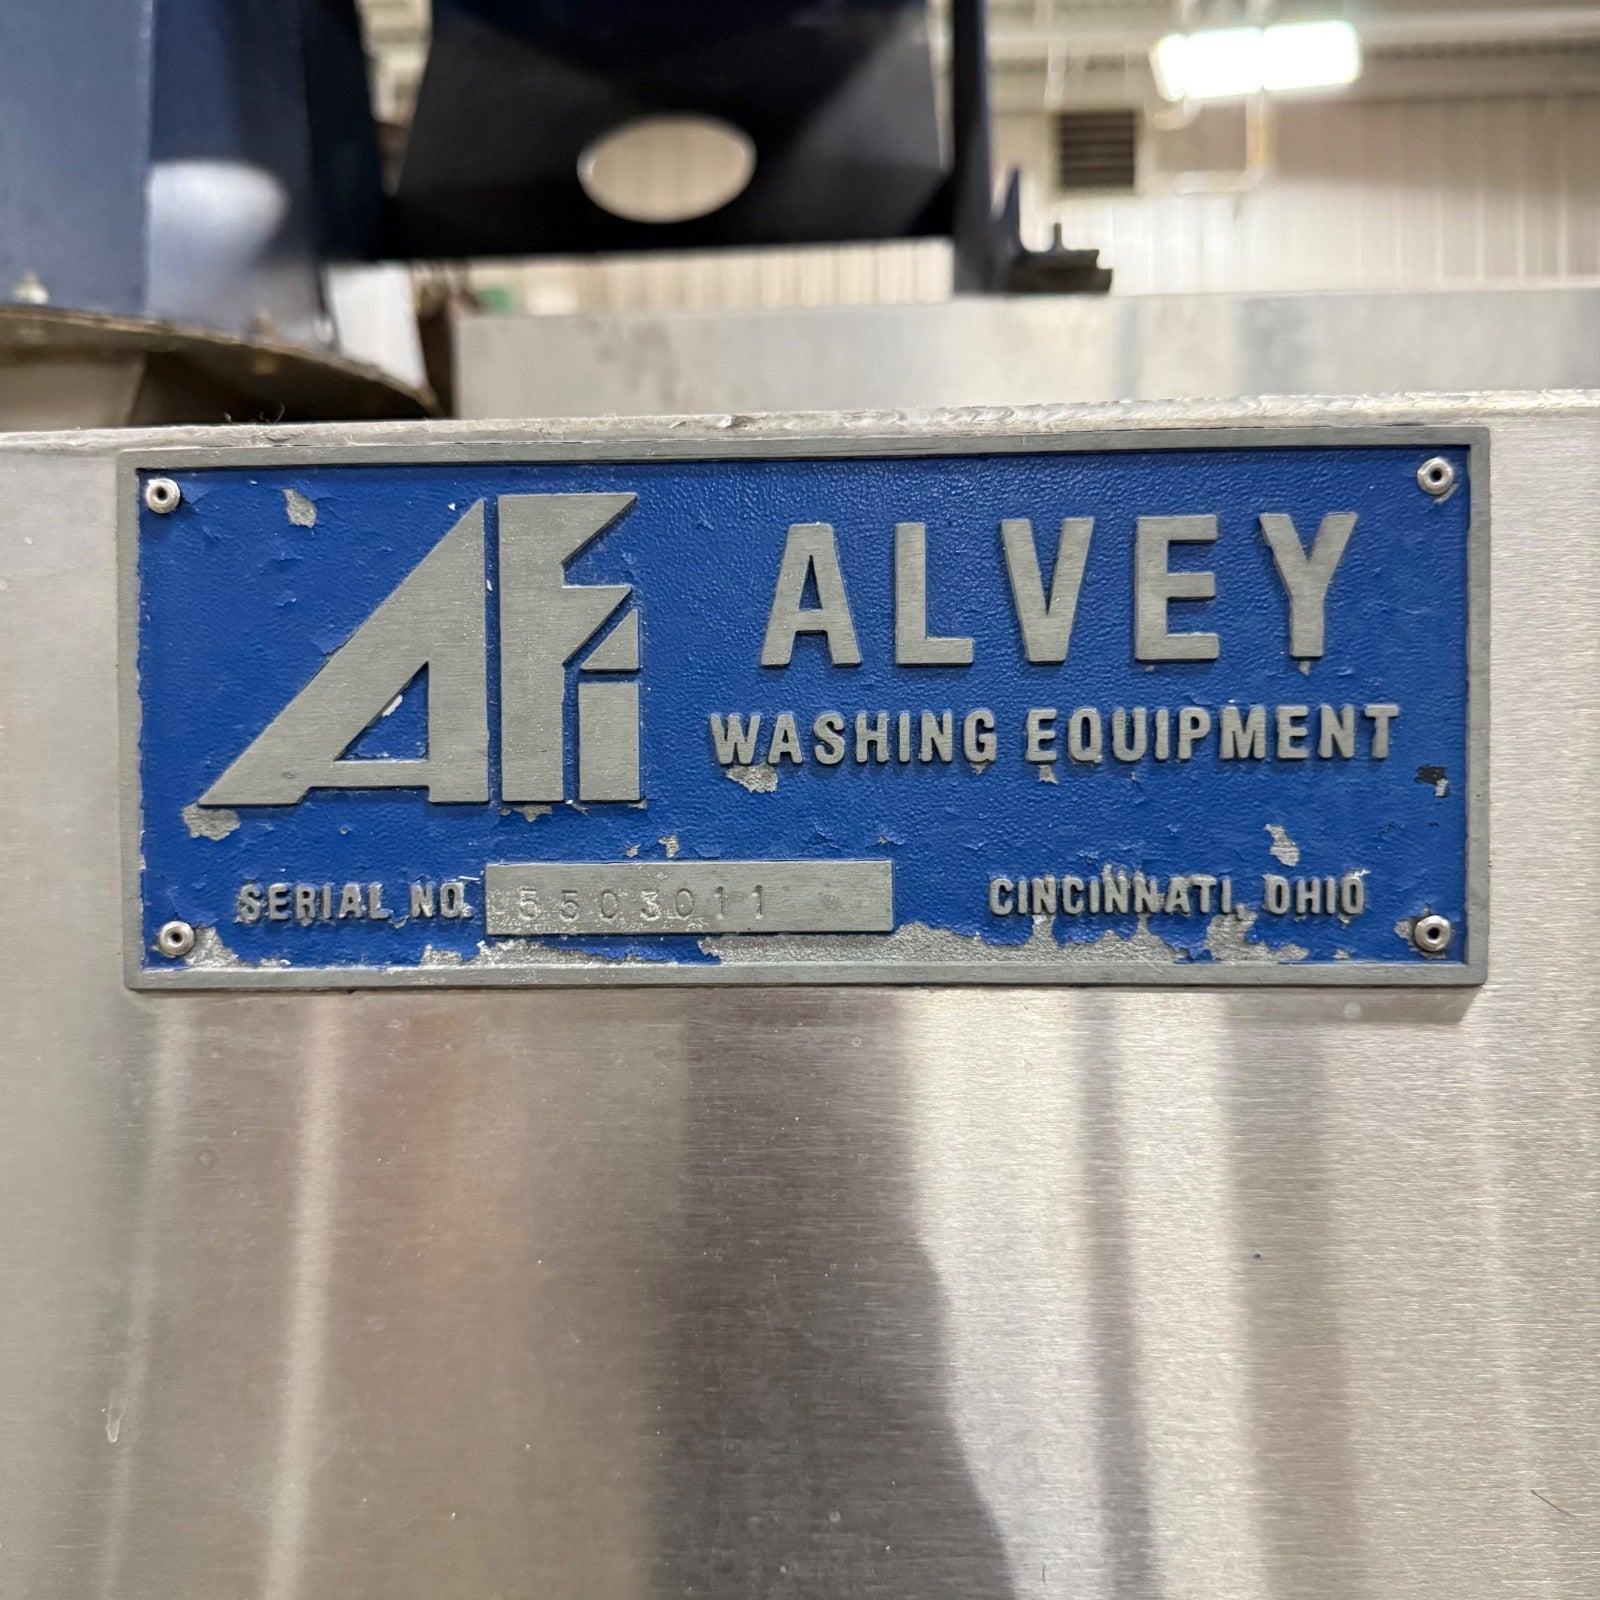 AFi
ALVEY
WASHING EQUIPMENT
SERIAL NO. 5503011
CINCINNATI, OHIO